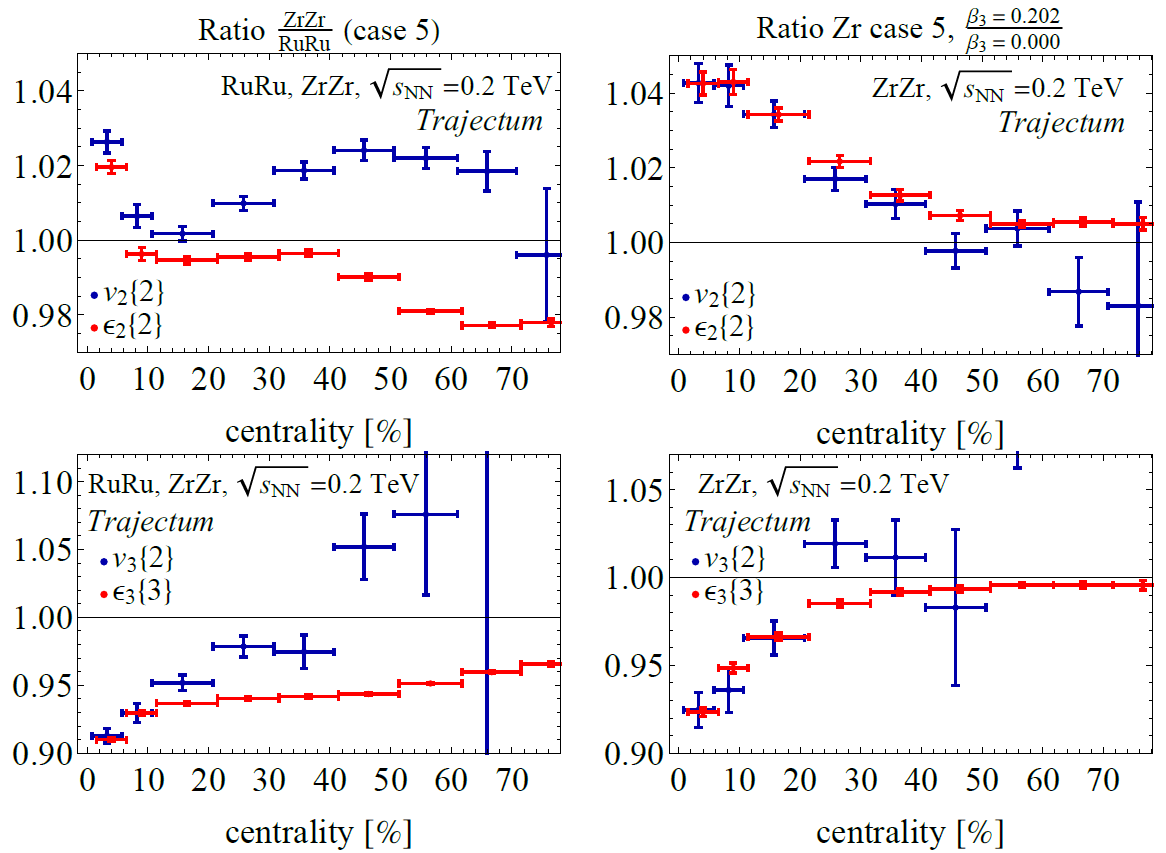 Ratio ZrZr/RuRu (case 5)
1.04
1.02
1.00
0.98
RuRu, ZrZr, √sNN =0.2 TeV
Trajectum
v2{2}
ϵ2{2}
0 10 20 30 40 50 60 70
centrality [%]
Ratio Zr case 5, β3 = 0.202/β3 = 0.000
1.04
1.02
1.00
0.98
ZrZr, √sNN =0.2 TeV
Trajectum
v2{2}
ϵ2{2}
0 10 20 30 40 50 60 70
centrality [%]
1.10
1.05
1.00
0.95
0.90
RuRu, ZrZr, √sNN =0.2 TeV
Trajectum
v3{2}
ϵ3{3}
0 10 20 30 40 50 60 70
centrality [%]
1.05
1.00
0.95
0.90
ZrZr, √sNN =0.2 TeV
Trajectum
v3{2}
ϵ3{3}
0 10 20 30 40 50 60 70
centrality [%]